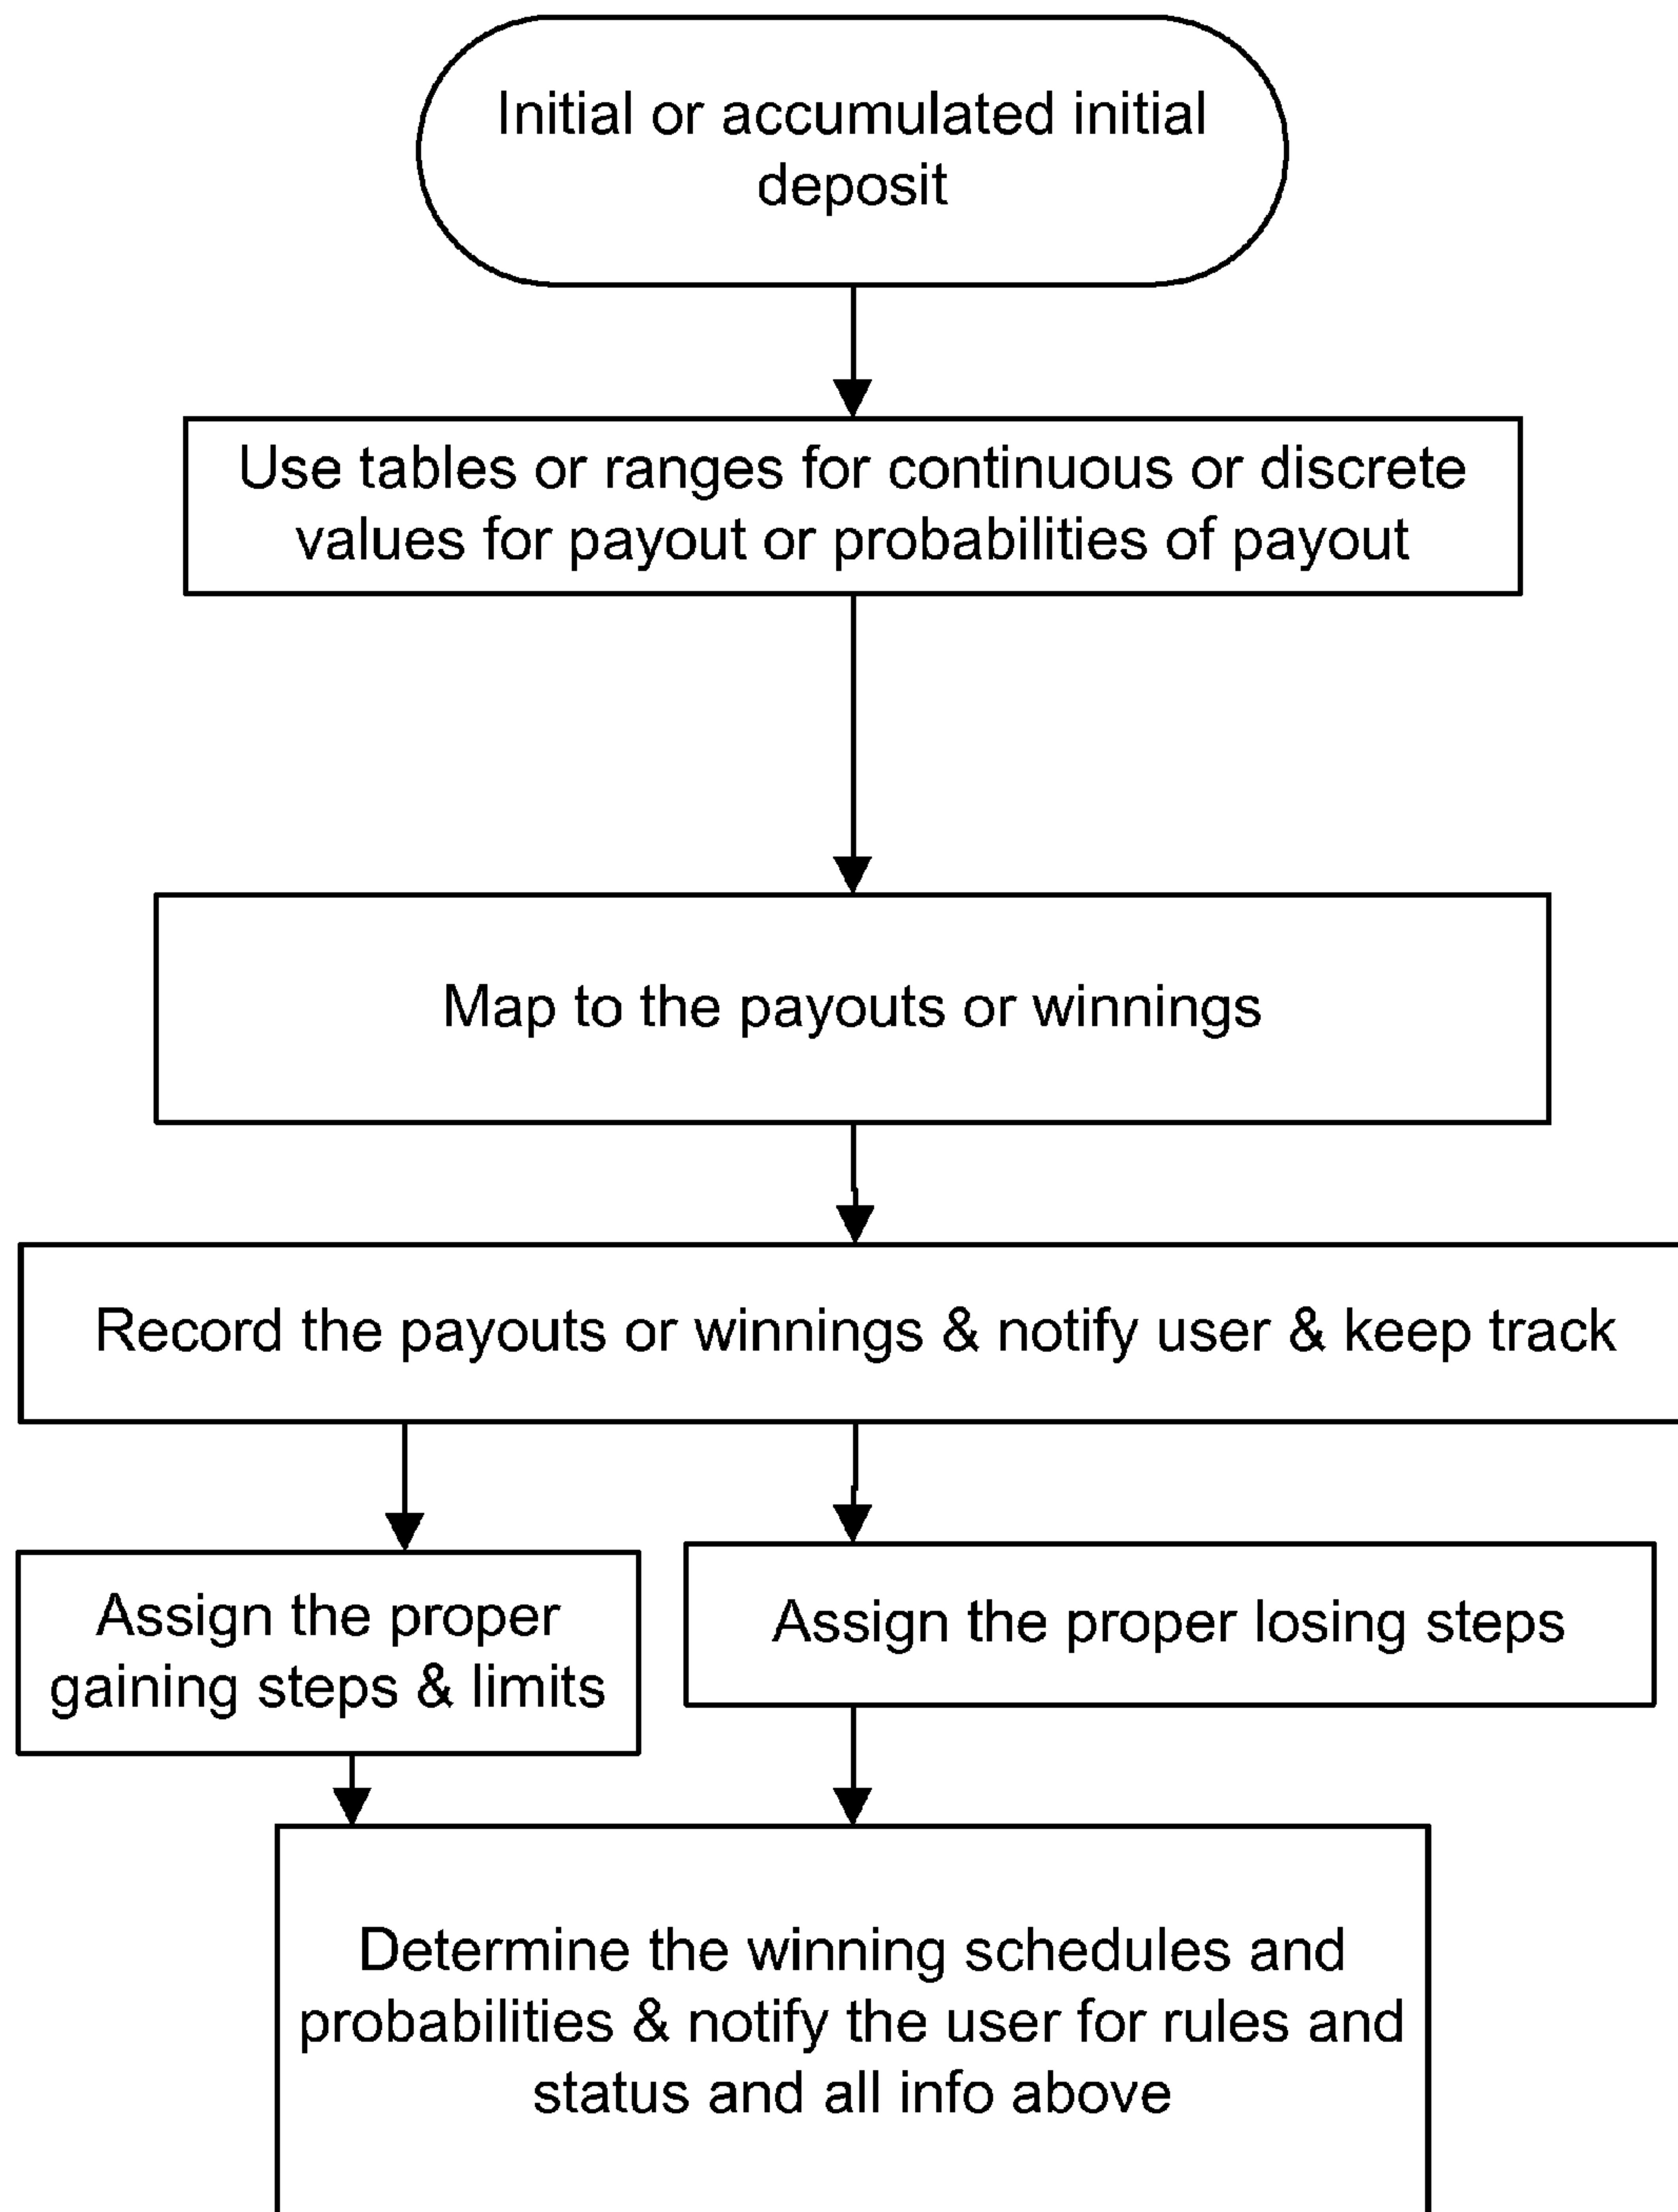 Initial or accumulated initial
deposit
Use tables or ranges for continuous or discrete
values for payout or probabilities of payout
Map to the payouts or winnings
Record the payouts or winnings & notify user & keep track
Assign the proper
gaining steps & limits
Assign the proper losing steps
Determine the winning schedules and
probabilities & notify the user for rules and
status and all info above